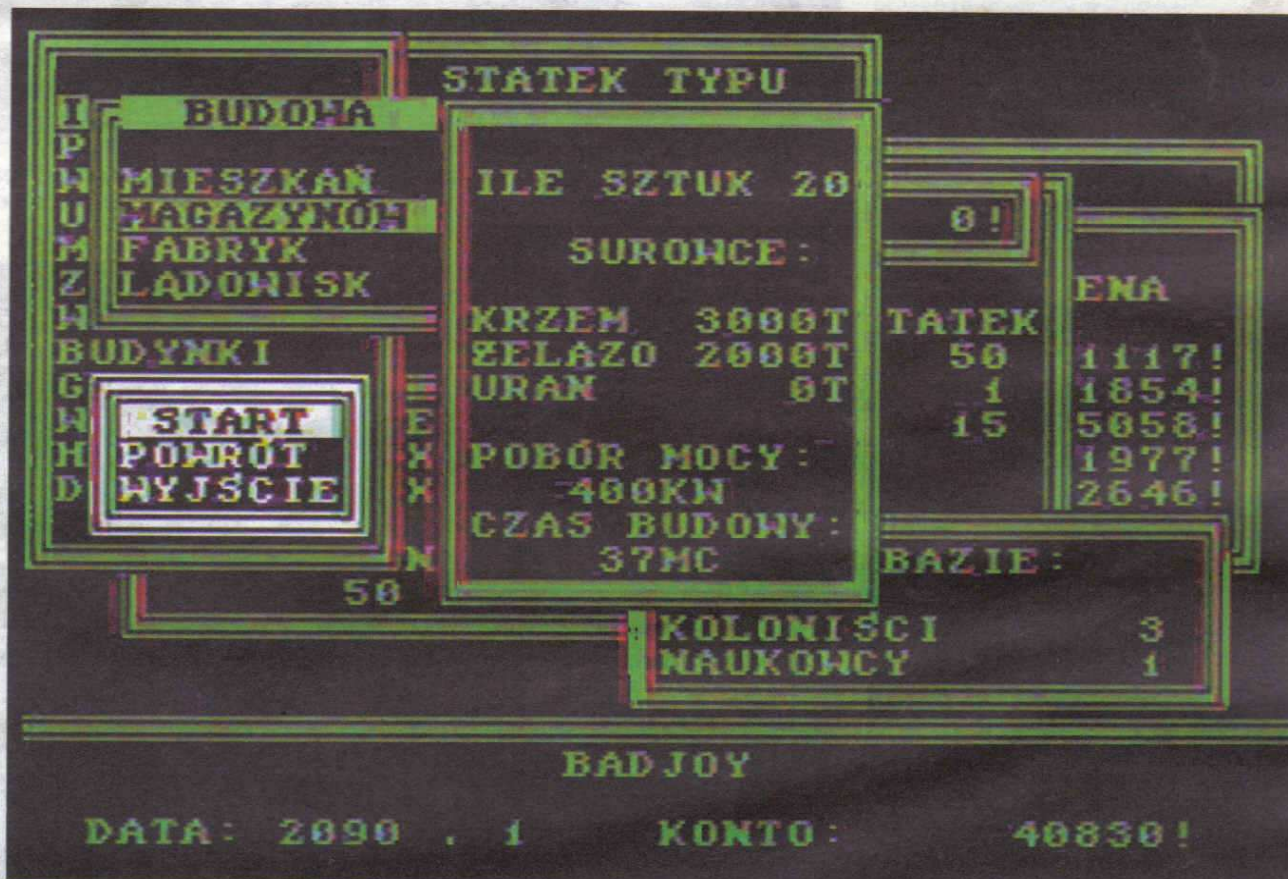 STATEK TYPU
I
BUDOWA
P
W MIESZKAŃ
U MAGAZYNÓW
M FABRYK
Z LĄDOWISK
W
BUDYNKI
G
W START
H POWRÓT
D WYJŚCIE
E
X
X
N
50
ILE SZTUK 20
SUROWCE:
KRZEM 3000T
ŻELAZO 2000T
URAN 0T
POBÓR MOCY:
400KW
CZAS BUDOWY:
37MC
0!
TATEK
50
1
15
ENA
1117!
1854!
5058!
1977!
2646!
BAZIE:
KOLONIŚCI 3
NAUKOWCY 1
BADJOY
DATA: 2090 . 1 KONTO: 40830!